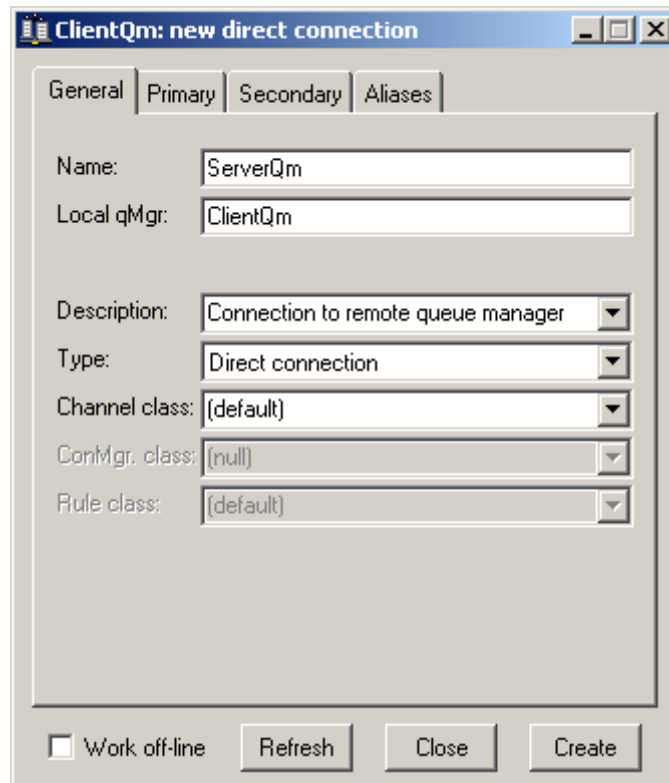 ClientQm: new direct connection
General Primary Secondary Aliases
Name: ServerQm
Local qMgr: ClientQm
Description: Connection to remote queue manager
Type: Direct connection
Channel class: (default)
ConMgr. class: (null)
Rule class: (default)
Work off-line Refresh Close Create